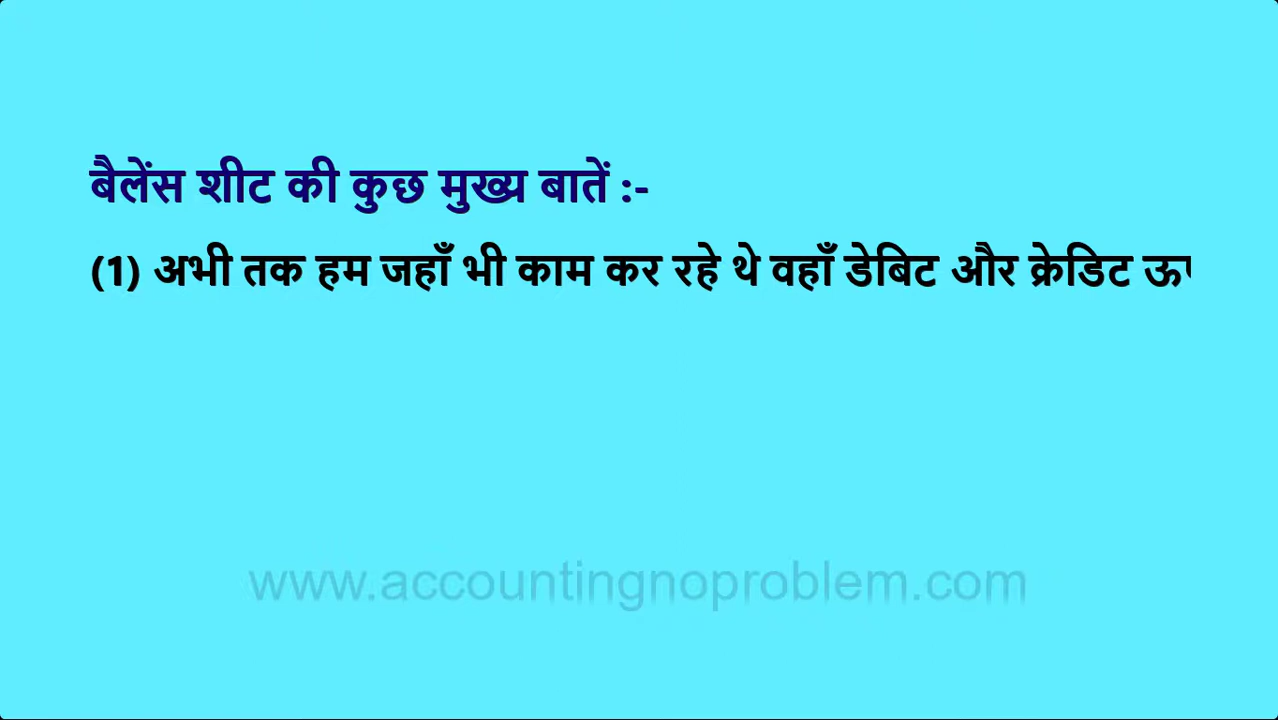 बैलेंस शीट की कुछ मुख्य बातें :-
(1) अभी तक हम जहाँ भी काम कर रहे थे वहाँ डेबिट और क्रेडिट
www.accountingnoproblem.com